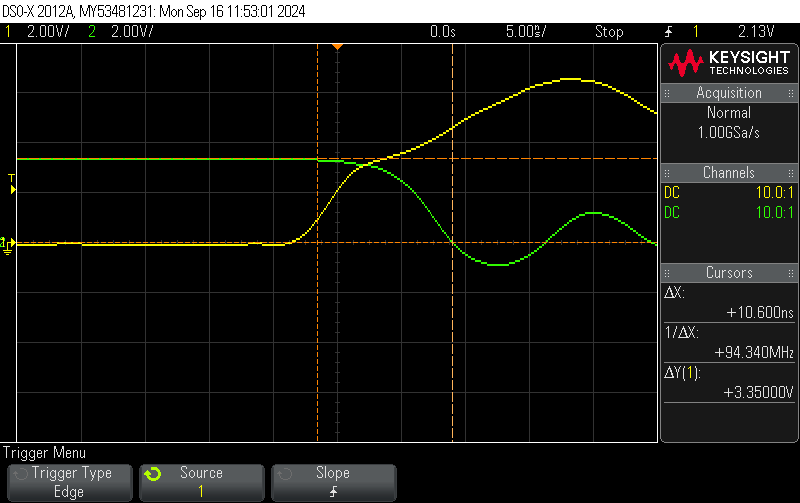 DSO-X 2012A, MY53481231: Mon Sep 16 11:53:01 2024
1 2.00V/ 2 2.00V/ 0.0s 5.00ns/ Stop 1 2.13V
KEYSIGHT
TECHNOLOGIES
Acquisition
Normal
1.00GSa/s
Channels
DC 10.0:1
DC 10.0:1
Cursors
ΔX:
+10.600ns
1/ΔX:
+94.340MHz
ΔY(1):
+3.35000V
T
2
Trigger Menu
Trigger Type
Edge
Source
1
Slope